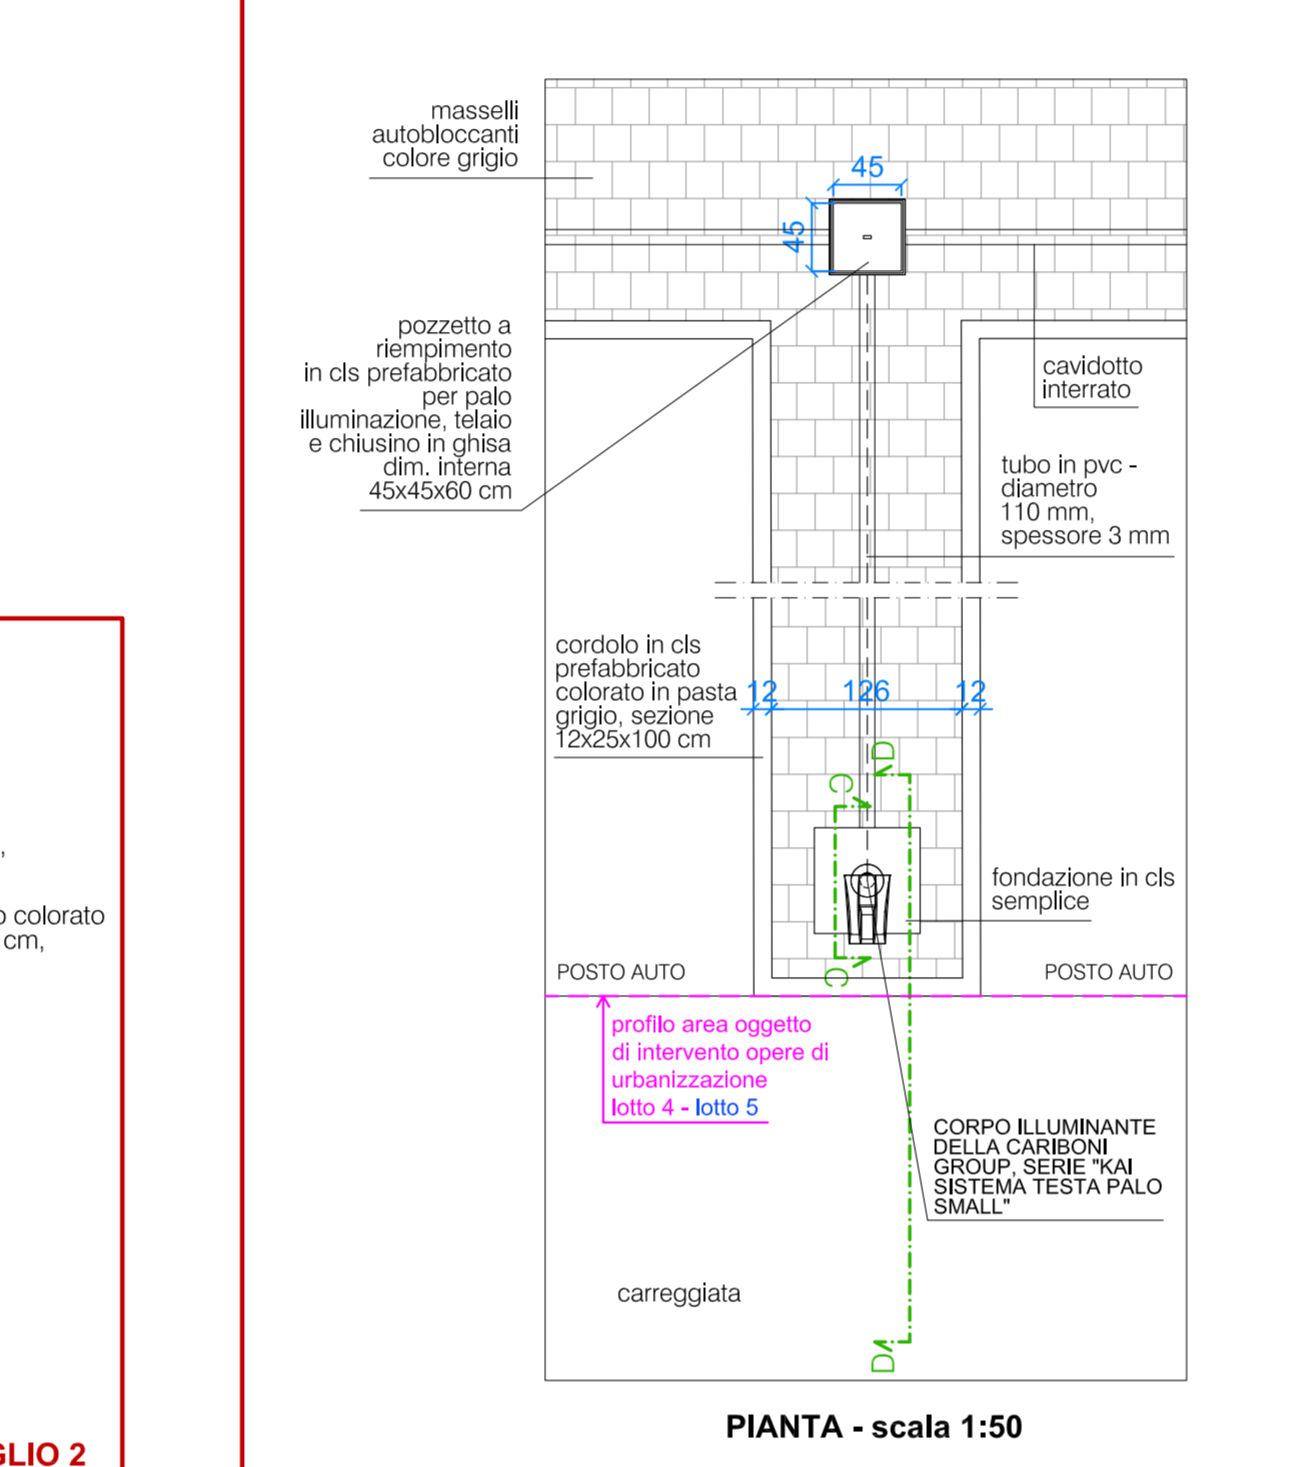 masselli
autobloccanti
colore grigio
45
45
pozzetto a
riempimento
in cls prefabbricato
per palo
illuminazione, telaio
e chiusino in ghisa
dim. interna
45x45x60 cm
cavidotto
interrato
tubo in pvc -
diametro
110 mm,
spessore 3 mm
cordolo in cls
prefabbricato
colorato in pasta
grigio, sezione
12x25x100 cm
12
126
12
D
C
fondazione in cls
semplice
POSTO AUTO
C
POSTO AUTO
profilo area oggetto
di intervento opere di
urbanizzazione
lotto 4 - lotto 5
CORPO ILLUMINANTE
DELLA CARIBONI
GROUP, SERIE "KAI
SISTEMA TESTA PALO
SMALL"
carreggiata
D
PIANTA - scala 1:50
,
o colorato
cm,
GLIO 2